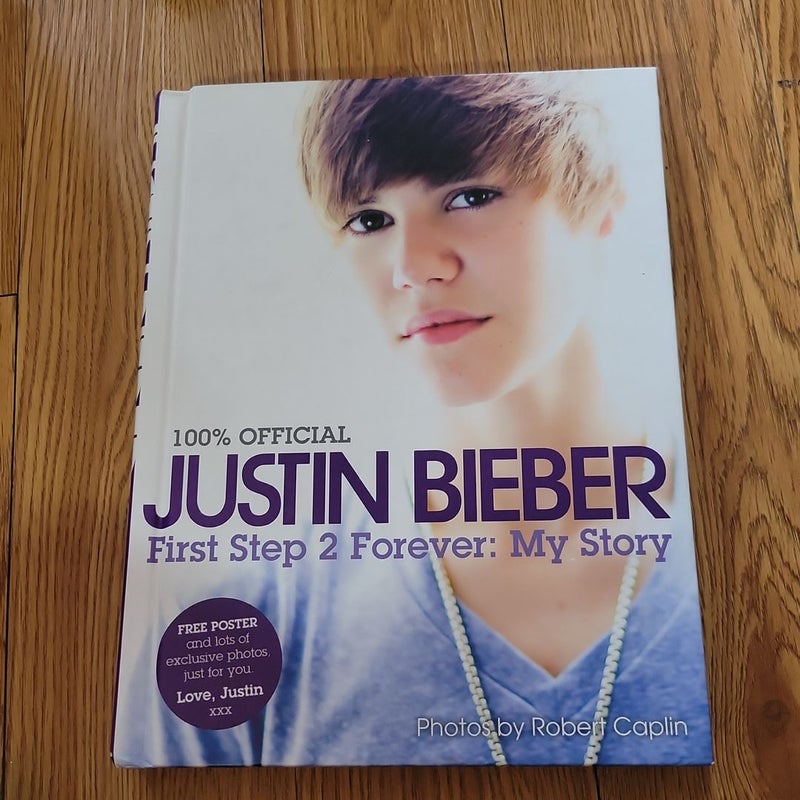 100% OFFICIAL
JUSTIN BIEBER
First Step 2 Forever: My Story
FREE POSTER
and lots of
exclusive photos,
just for you.
Love, Justin
xxx
Photos by Robert Caplin